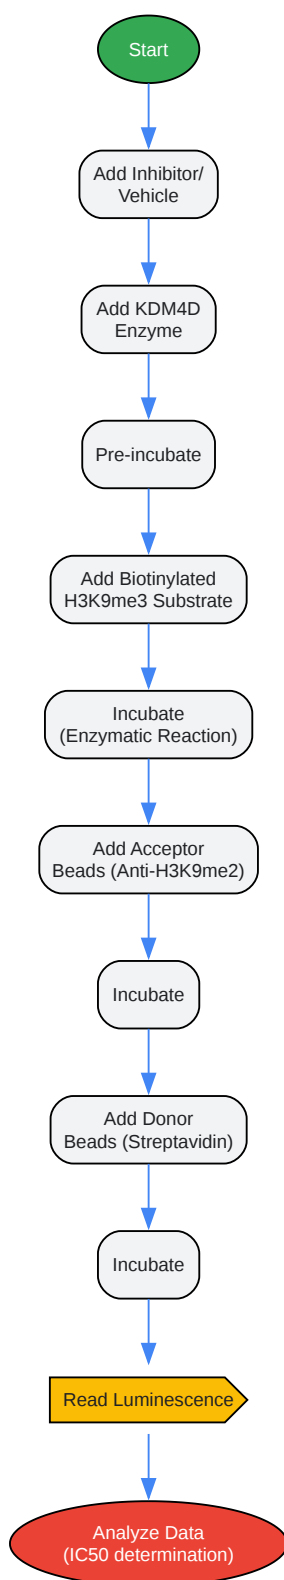 Start
Add Inhibitor/
Vehicle
Add KDM4D
Enzyme
Pre-incubate
Add Biotinylated
H3K9me3 Substrate
Incubate
(Enzymatic Reaction)
Add Acceptor
Beads (Anti-H3K9me2)
Incubate
Add Donor
Beads (Streptavidin)
Incubate
Read Luminescence
Analyze Data
(IC50 determination)